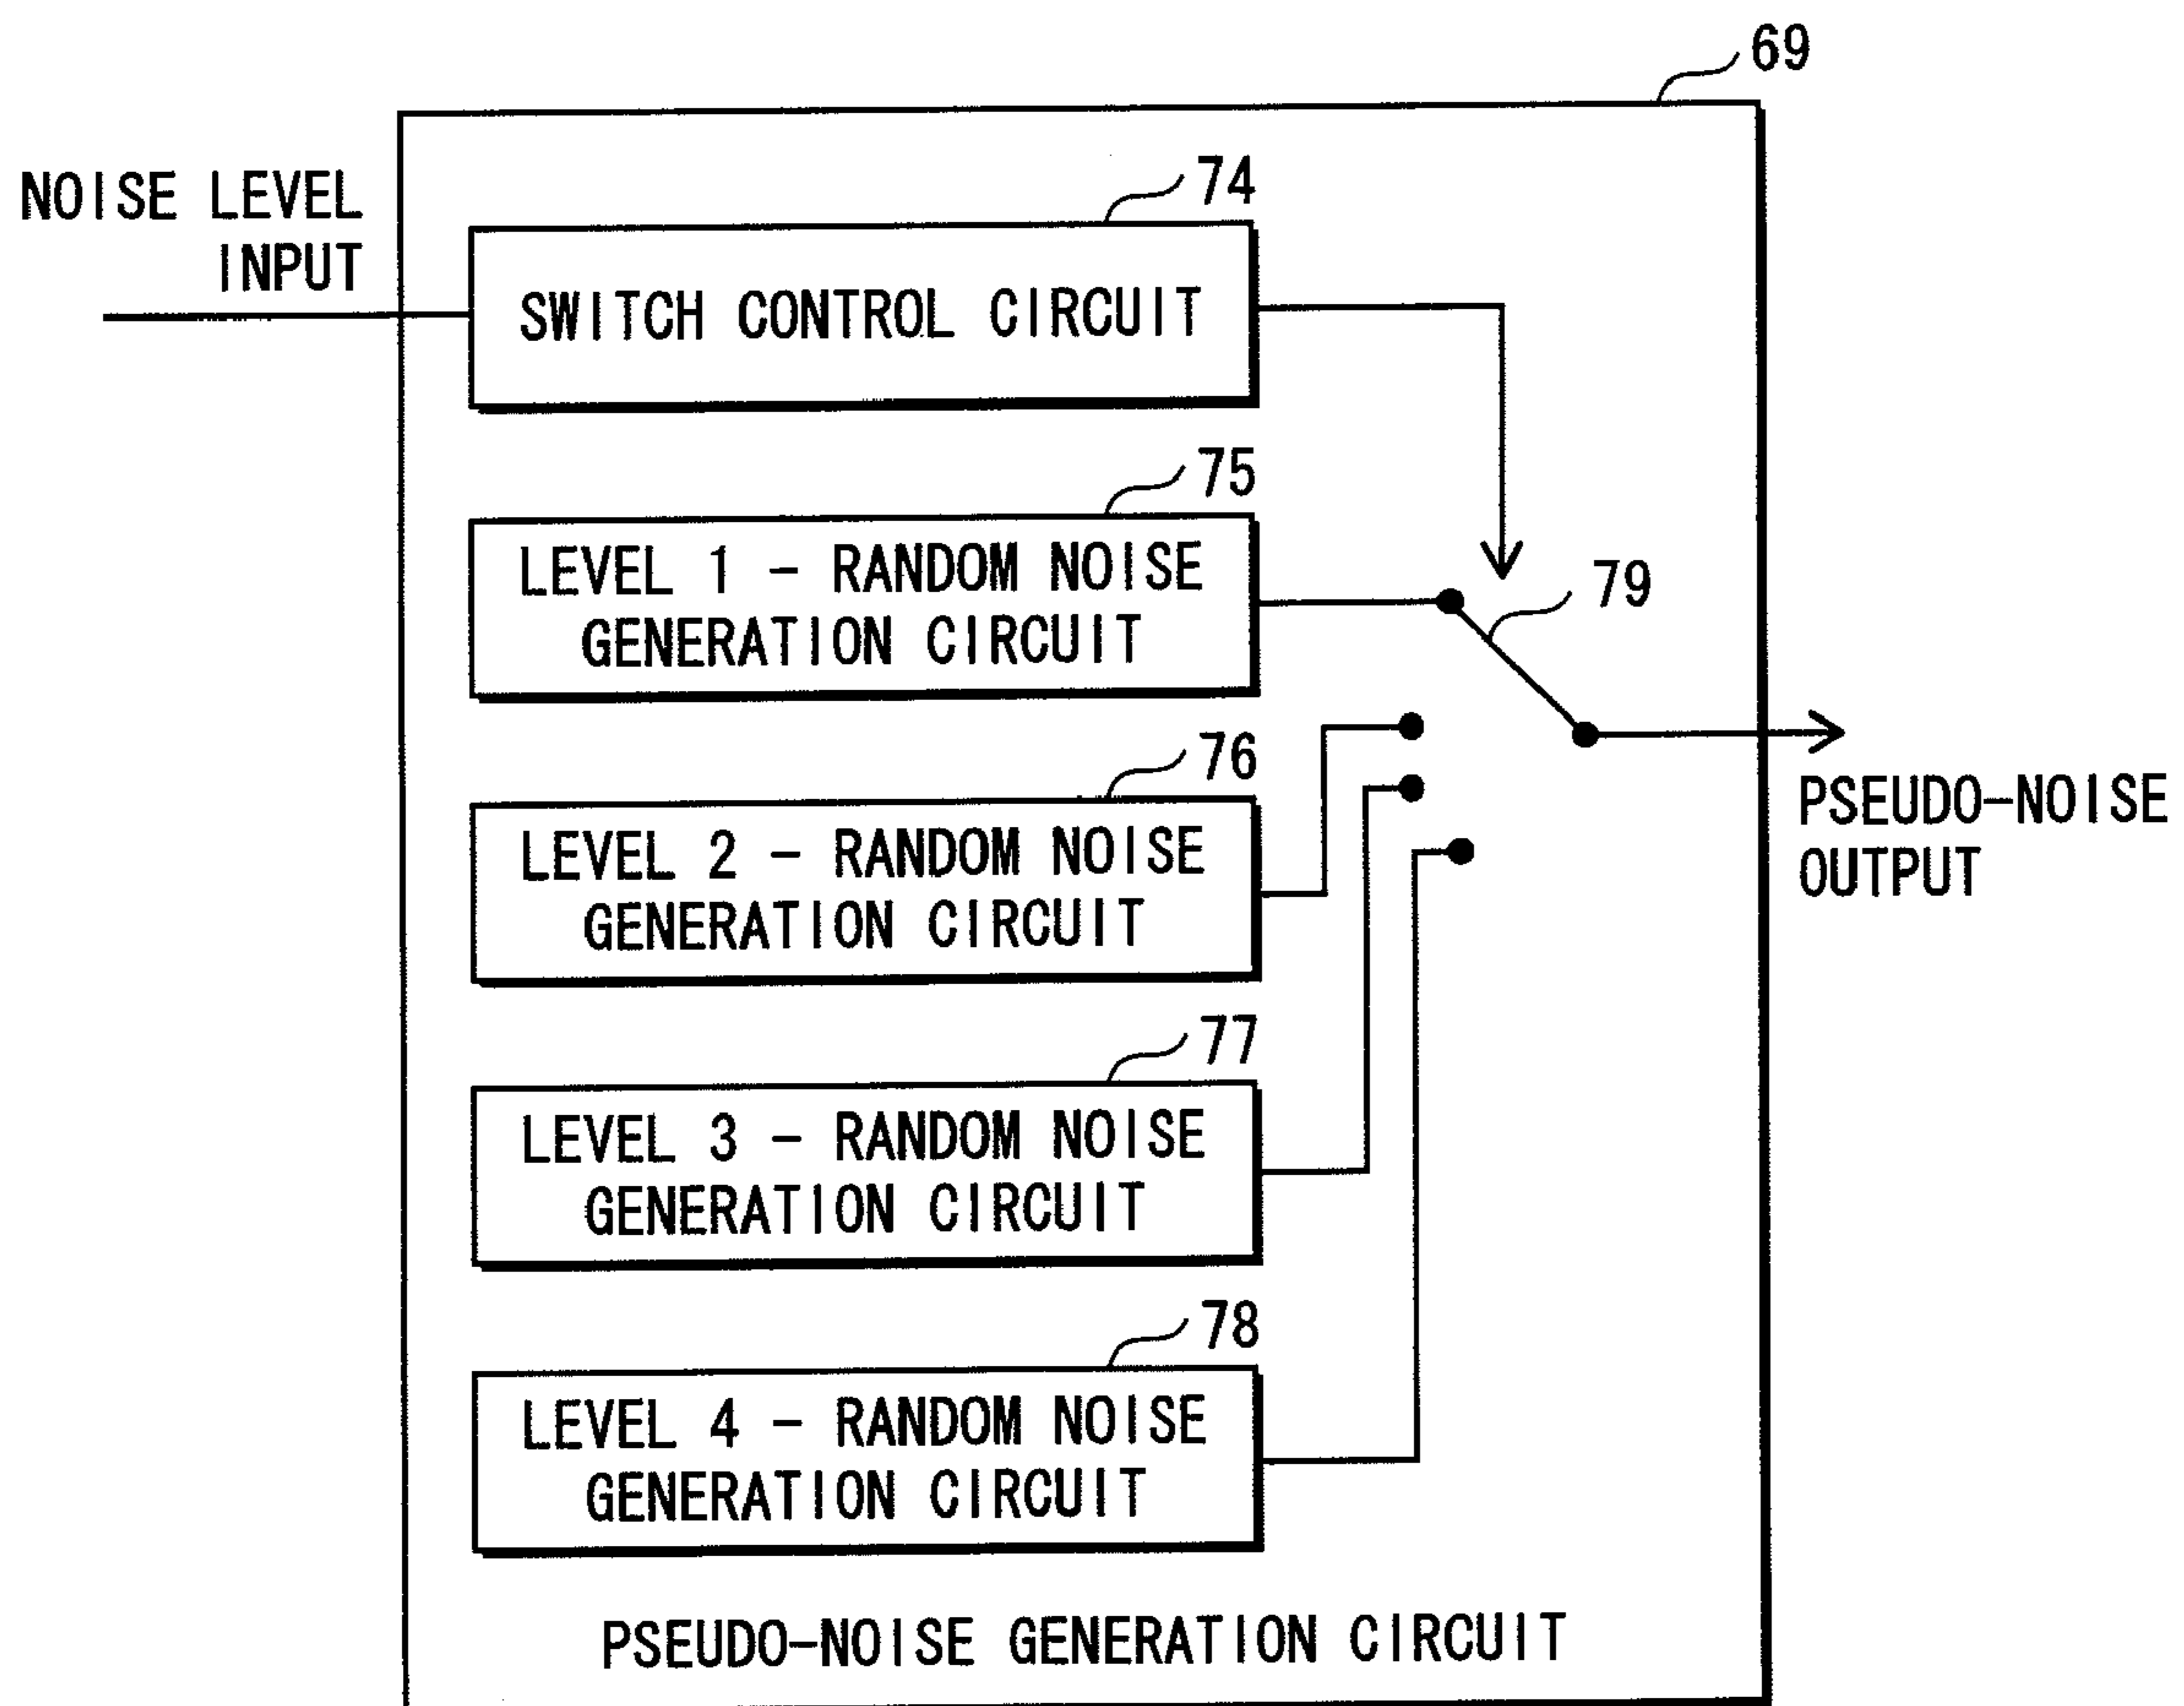 69
NOISE LEVEL
INPUT
74
SWITCH CONTROL CIRCUIT
75
LEVEL 1 - RANDOM NOISE
GENERATION CIRCUIT
79
76
LEVEL 2 - RANDOM NOISE
GENERATION CIRCUIT
PSEUDO-NOISE
OUTPUT
77
LEVEL 3 - RANDOM NOISE
GENERATION CIRCUIT
78
LEVEL 4 - RANDOM NOISE
GENERATION CIRCUIT
PSEUDO-NOISE GENERATION CIRCUIT